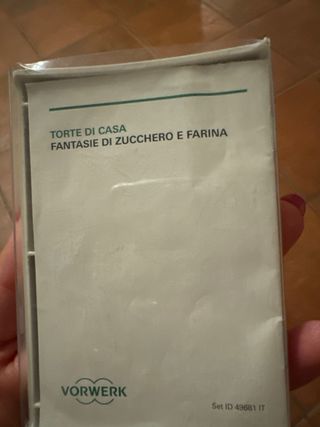 TORTE DI CASA
FANTASIE DI ZUCCHERO E FARINA
VORWERK
Set ID 49681 IT